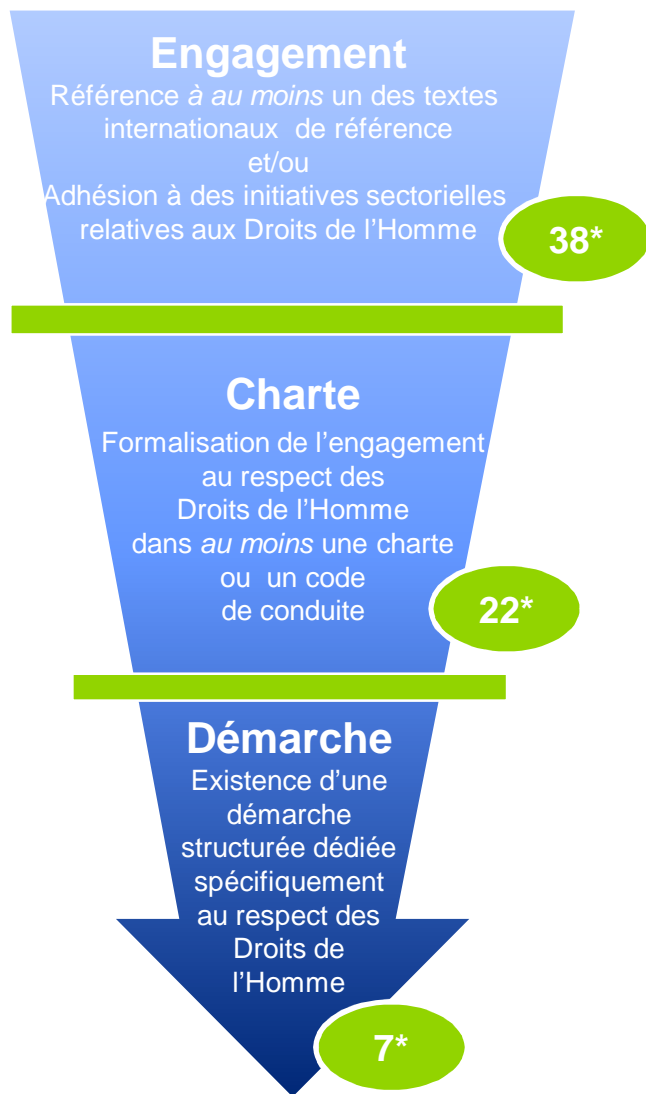 Engagement
Référence à au moins un des textes
internationaux de référence
et/ou
Adhésion à des initiatives sectorielles
relatives aux Droits de l'Homme
38*
Charte
Formalisation de l'engagement
au respect des
Droits de l'Homme
dans au moins une charte
ou un code
de conduite
22*
Démarche
Existence d'une
démarche
structurée dédiée
spécifiquement
au respect des
Droits de
l'Homme
7*